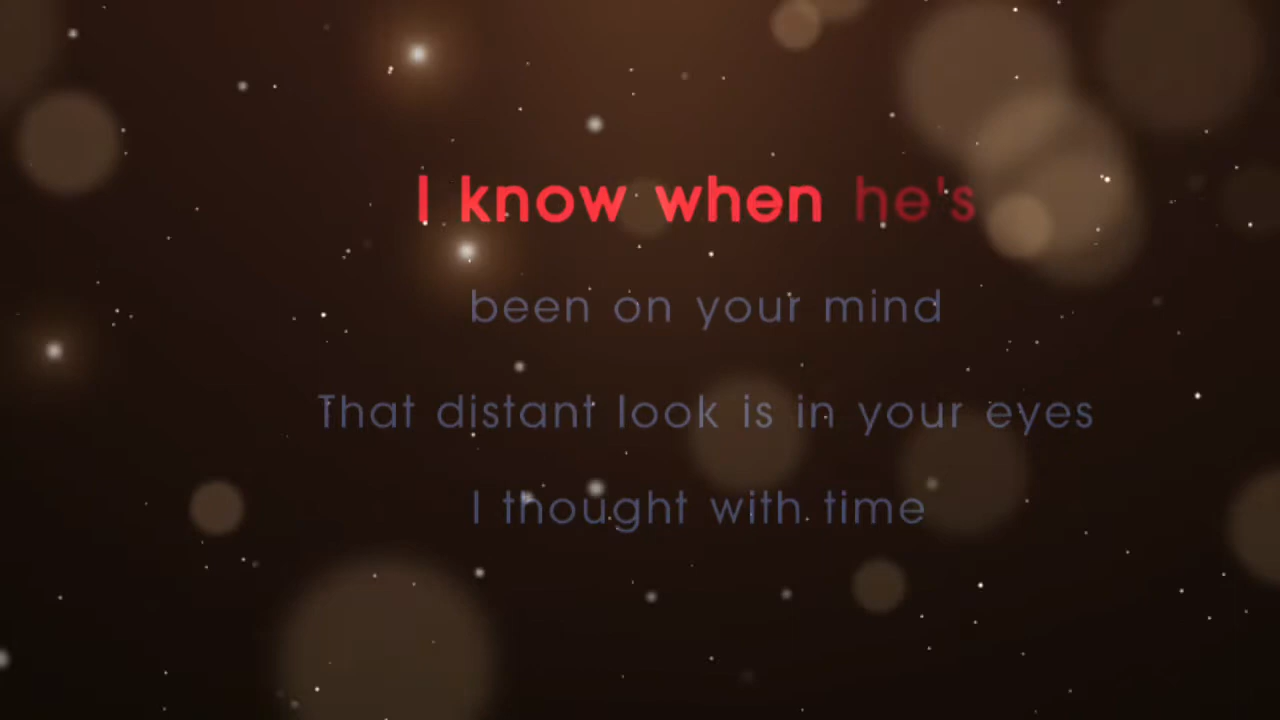 I know when he's
been on your mind
That distant look is in your eyes
I thought with time